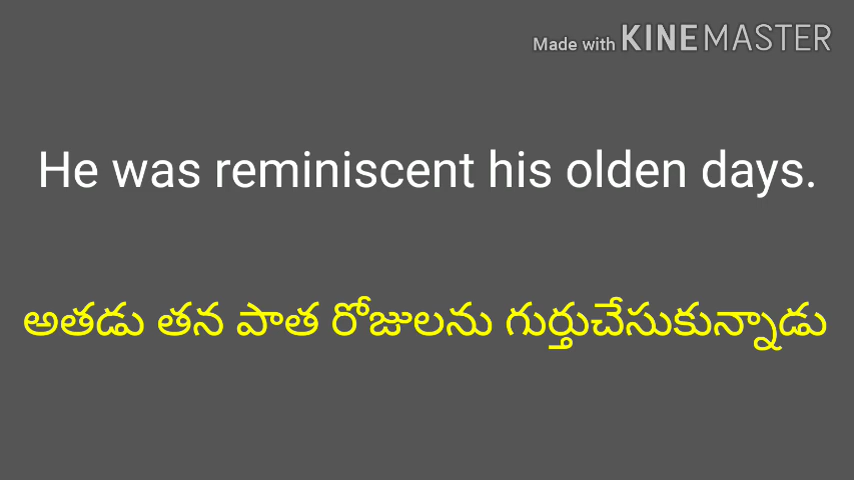 Made with KINEMASTER
He was reminiscent his olden days.
అతడు తన పాత రోజులను గుర్తుచేసుకున్నాడు